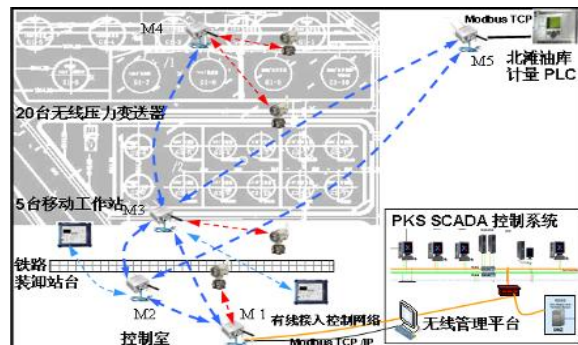 M4
Modbus TCP
M5
北滩油库
计量 PLC
20台无线压力变送器
5台移动工作站
M3
PKS SCADA 控制系统
铁路
装卸站台
M2
M 1
有线接入控制网络
控制室
Modbus TCP /IP
无线管理平台